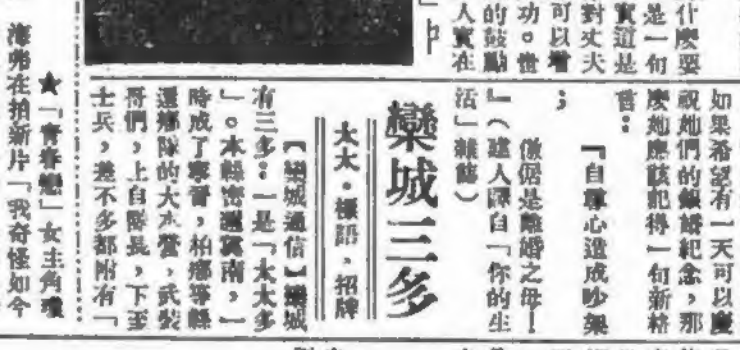 什麼要
是一句
實道是
對丈夫
可以看
功。世
的鼓勵
人實在
中
如果希望有一天可以慶
祝她們的銀婚紀念，那
麼她應該記得一句新格
言：
『自尊心造成吵架
；
傲倨是離婚之母！
』（建人譯自「你的生
活」雜誌）
欒城三多
太太・標語・招牌
【欒城通信】欒城
有三多：一是「太太多
」。本縣密邇冀南，一
時成了寧晉，柏鄉等縣
還鄉隊的大本營，武裝
哥們，上自隊長，下至
士兵，差不多都附有「
★「青春戀」女主角瓊
在拍新片「我奇怪如今